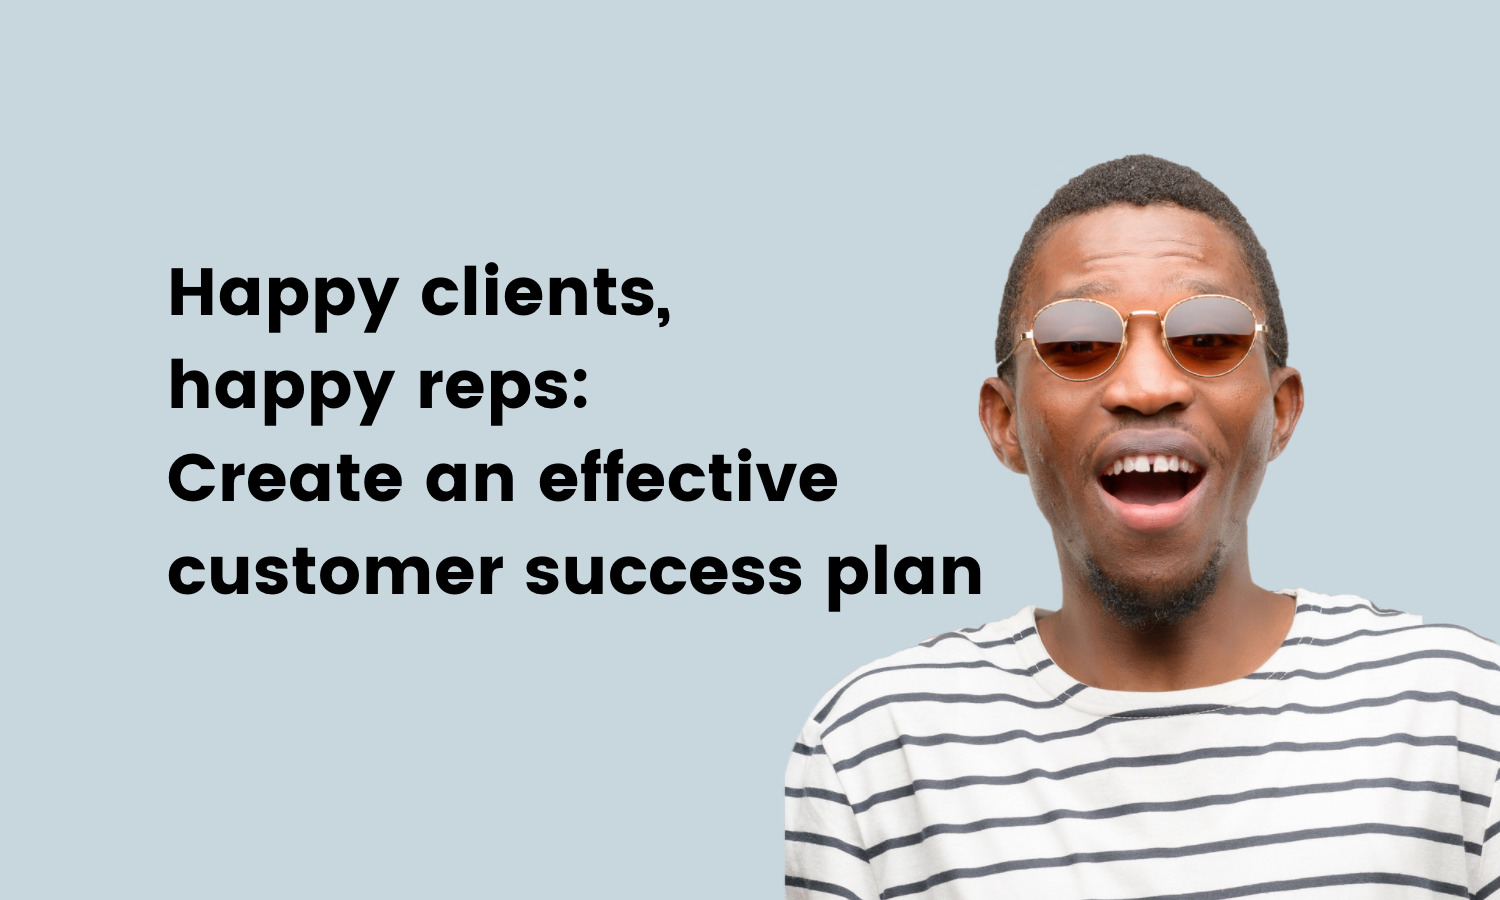 Happy clients,
happy reps:
Create an effective
customer success plan